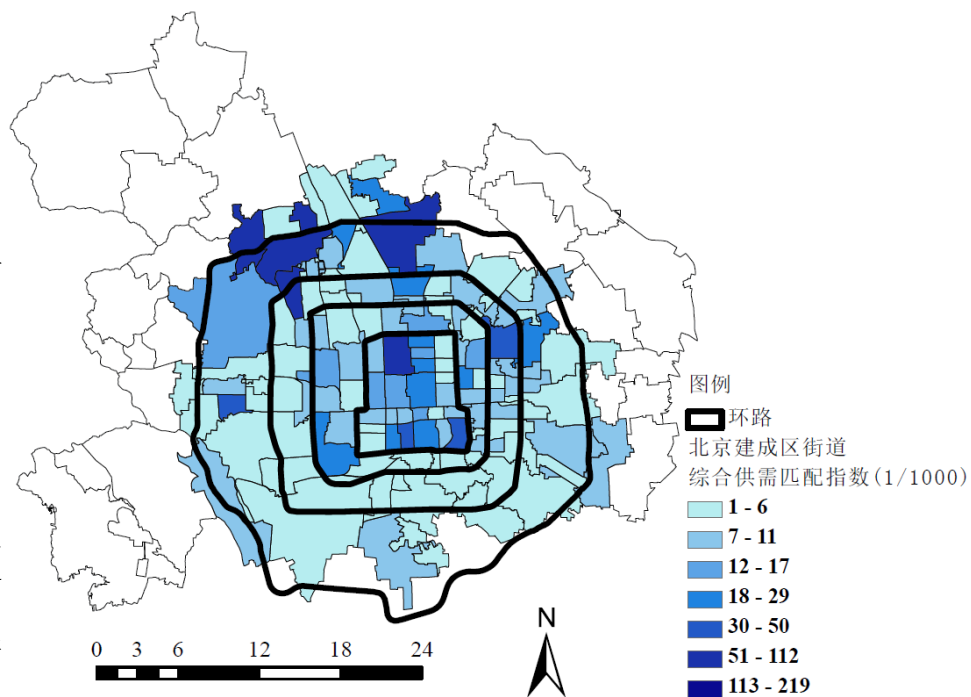 图例
环路
北京建成区街道
综合供需匹配指数(1/1000)
1 - 6
7 - 11
12 - 17
18 - 29
30 - 50
51 - 112
113 - 219
N
0 3 6 12 18 24